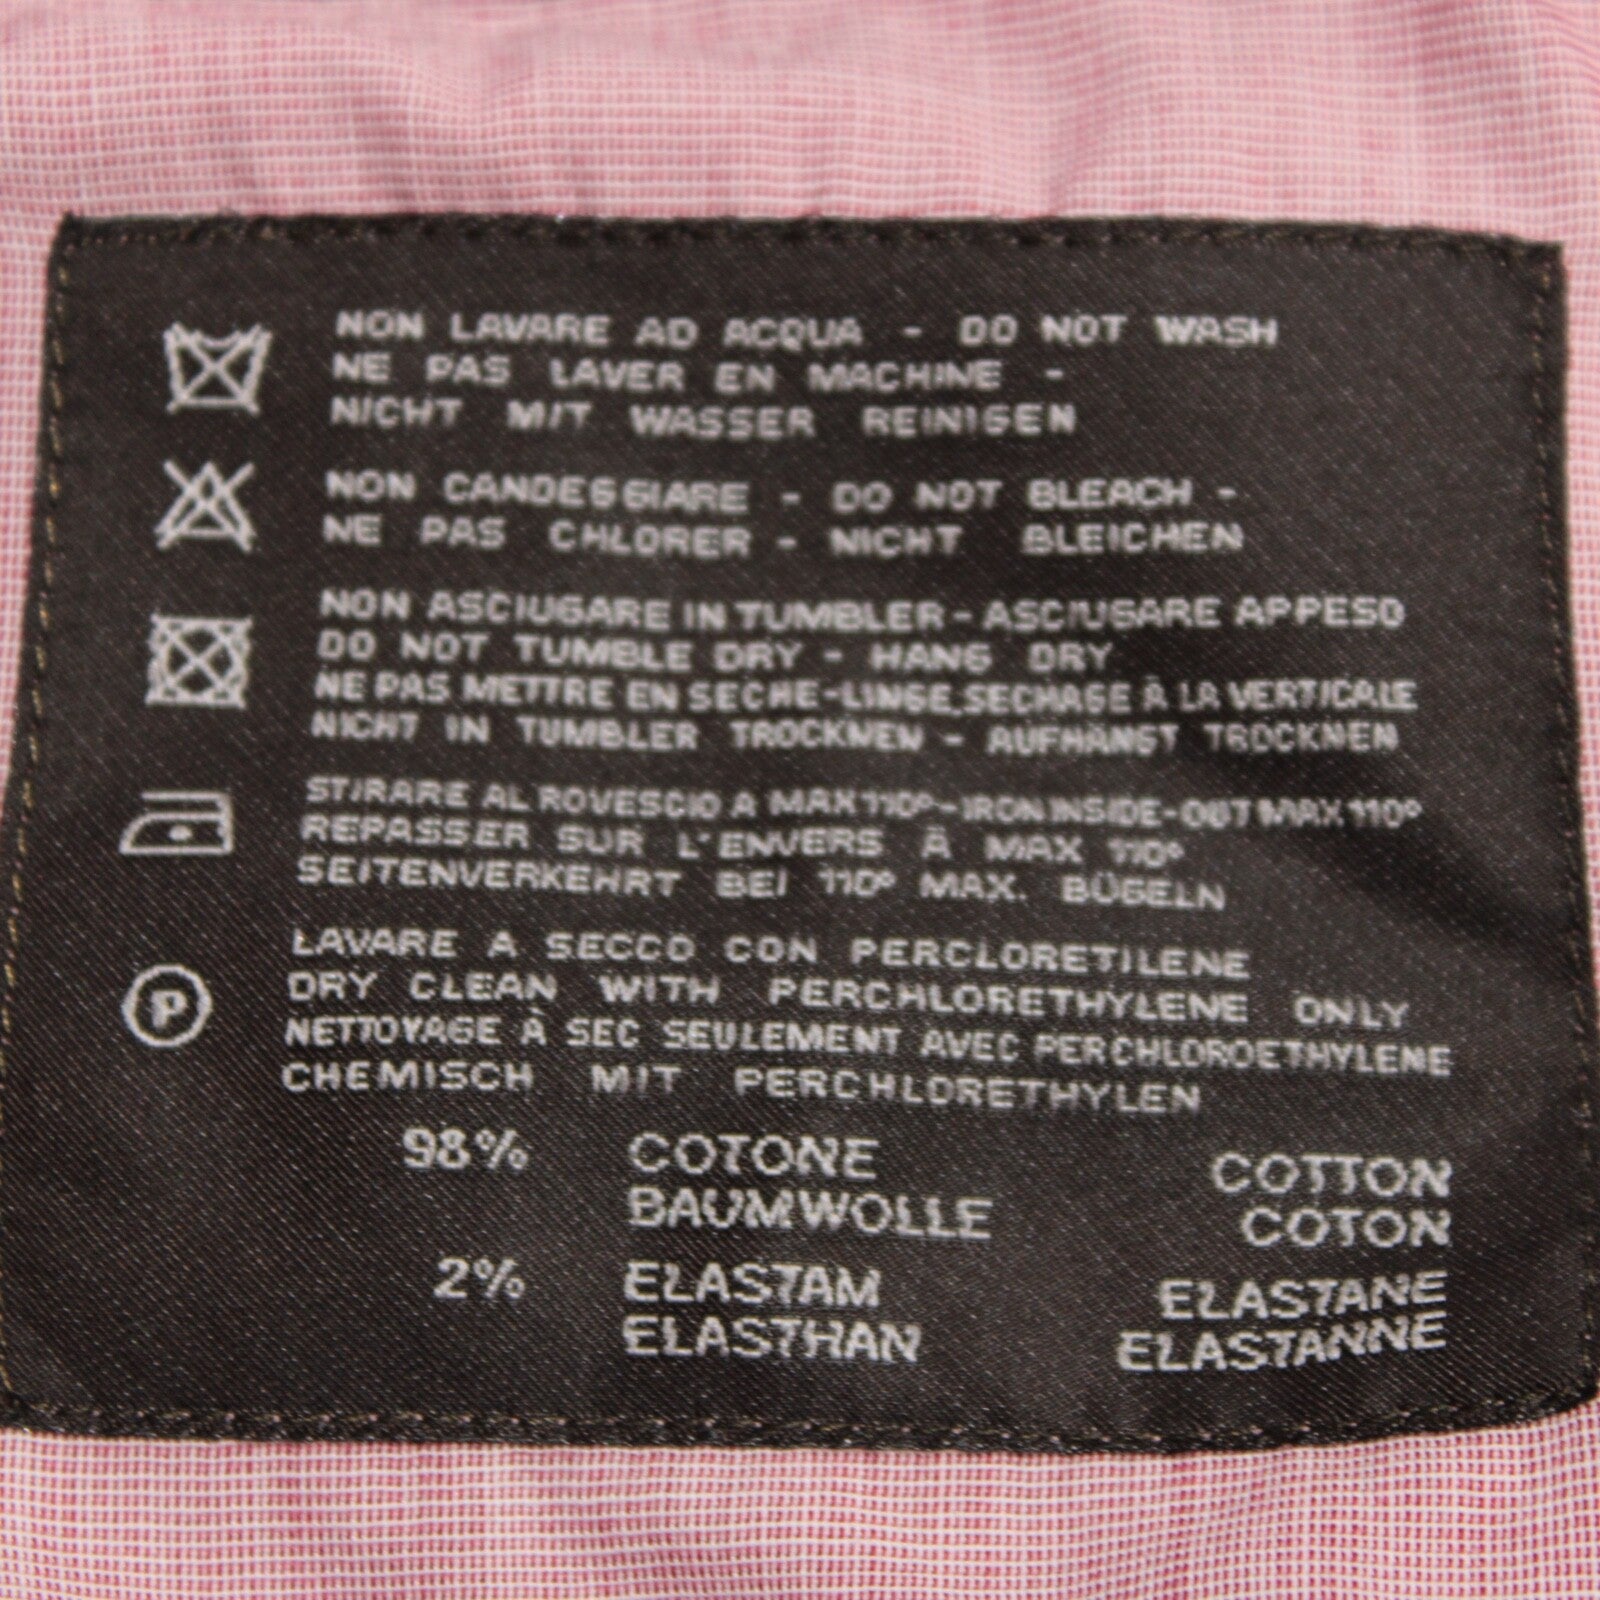 NON LAVARE AD ACQUA - DO NOT WASH
NE PAS LAVER EN MACHINE -
NICHT MIT WASSER REINIGEN
NON CANDEGGIARE - DO NOT BLEACH -
NE PAS CHLORER - NICHT BLEICHEN
NON ASCIUGARE IN TUMBLER - ASCIUGARE APPESO
DO NOT TUMBLE DRY - HANG DRY
NE PAS METTRE EN SECHE-LINGE, SECHAGE À LA VERTICALE
NICHT IN TUMBLER TROCKNEN - AUFHÄNGT TROCKNEN
STIRARE AL ROVESCIO A MAX 110° - IRON INSIDE-OUT MAX 110°
REPASSER SUR L'ENVERS À MAX 110°
SEITENVERKEHRT BEI 110° MAX. BÜGELN
P
LAVARE A SECCO CON PERCLORETILENE
DRY CLEAN WITH PERCHLORETHYLENE ONLY
NETTOYAGE À SEC SEULEMENT AVEC PERCHLOROETHYLENE
CHEMISCH MIT PERCHLORETHYLEN
98% COTONE COTTON
BAUMWOLLE COTON
2% ELASTAM ELASTANE
ELASTHAN ELASTANNE